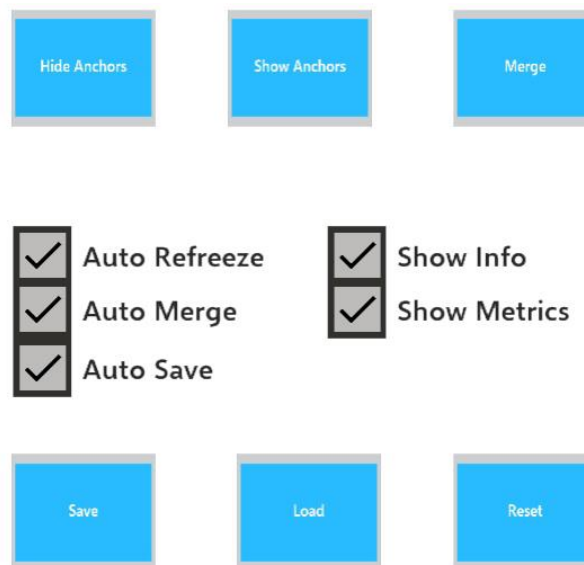 Hide Anchors
Show Anchors
Merge
Auto Refreeze
Show Info
Auto Merge
Show Metrics
Auto Save
Save
Load
Reset